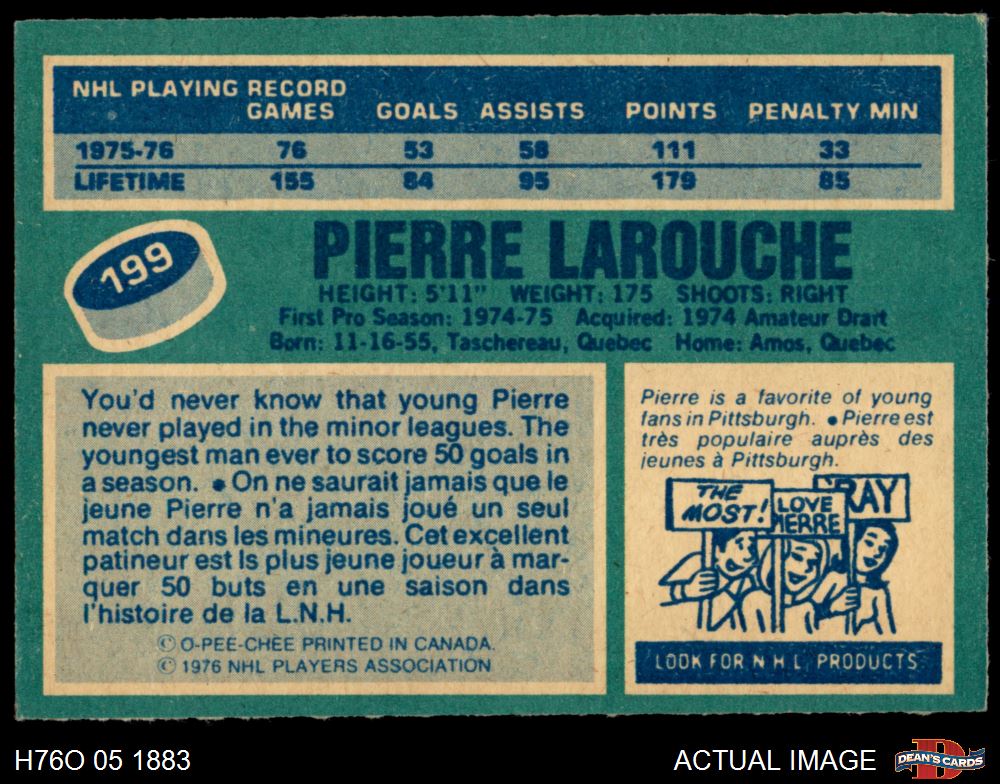 NHL PLAYING RECORD
GAMES GOALS ASSISTS POINTS PENALTY MIN
1975-76 76 53 58 111 33
LIFETIME 155 84 95 179 85
199
PIERRE LAROUCHE
HEIGHT: 5'11" WEIGHT: 175 SHOOTS: RIGHT
First Pro Season: 1974-75 Acquired: 1974 Amateur Draft
Born: 11-16-55, Taschereau, Quebec Home: Amos, Quebec
You'd never know that young Pierre
never played in the minor leagues. The
youngest man ever to score 50 goals in
a season. ● On ne saurait jamais que le
jeune Pierre n'a jamais joué un seul
match dans les mineures. Cet excellent
patineur est ls plus jeune joueur à mar-
quer 50 buts en une saison dans
l'histoire de la L.N.H.
© O-PEE-CHEE PRINTED IN CANADA.
© 1976 NHL PLAYERS ASSOCIATION
Pierre is a favorite of young
fans in Pittsburgh. ● Pierre est
très populaire auprès des
jeunes à Pittsburgh.
THE
MOST!
LOVE
PIERRE
RAY
LOOK FOR N H L PRODUCTS
H76O 05 1883
ACTUAL IMAGE
DEAN'S CARDS